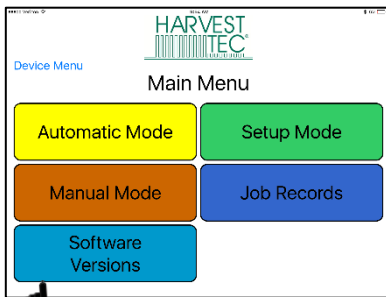 HARVEST
TEC
Device Menu
Main Menu
Automatic Mode
Setup Mode
Manual Mode
Job Records
Software
Versions